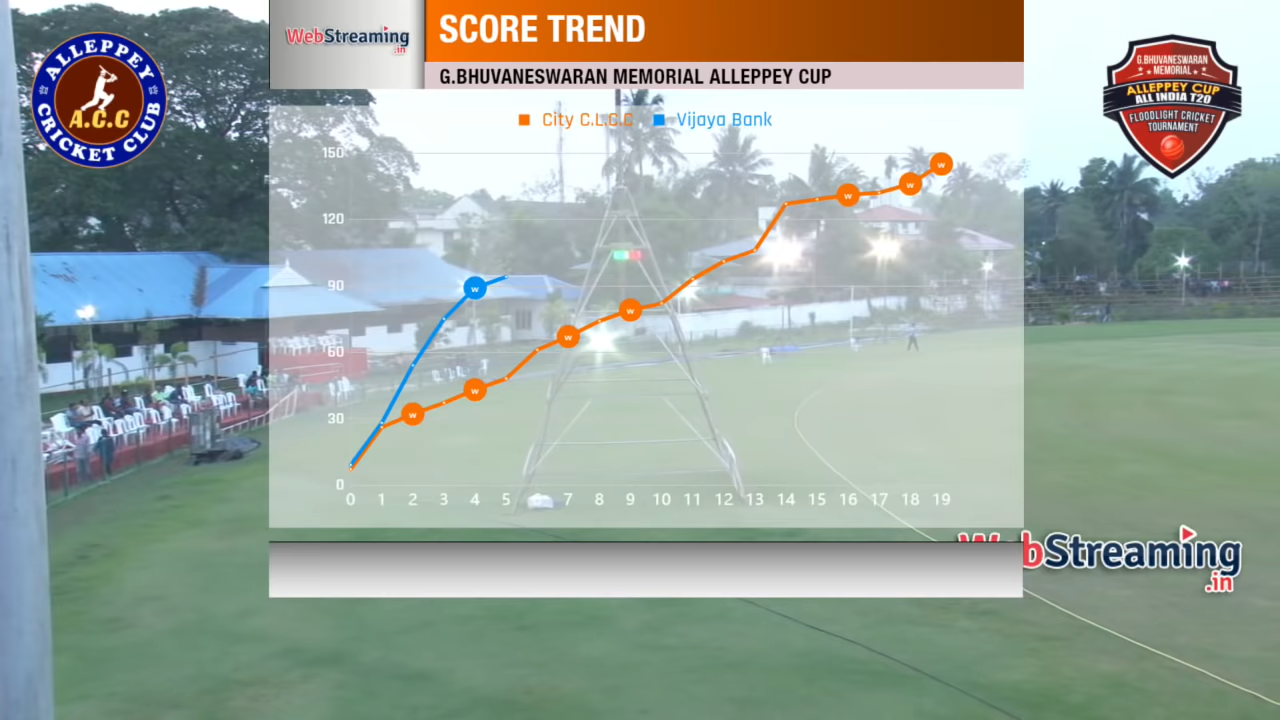 ALLEPPEY
CRICKET CLUB
A.C.C
WebStreaming
.in
SCORE TREND
G.BHUVANESWARAN MEMORIAL ALLEPPEY CUP
G.BHUVANESWARAN
MEMORIAL
ALLEPPEY CUP
ALL INDIA T20
FLOODLIGHT CRICKET
TOURNAMENT
City C.L.C.C Vijaya Bank
150
120
90
60
30
0
w w w w w w w w w
0 1 2 3 4 5 7 8 9 10 11 12 13 14 15 16 17 18 19
WebStreaming
.in